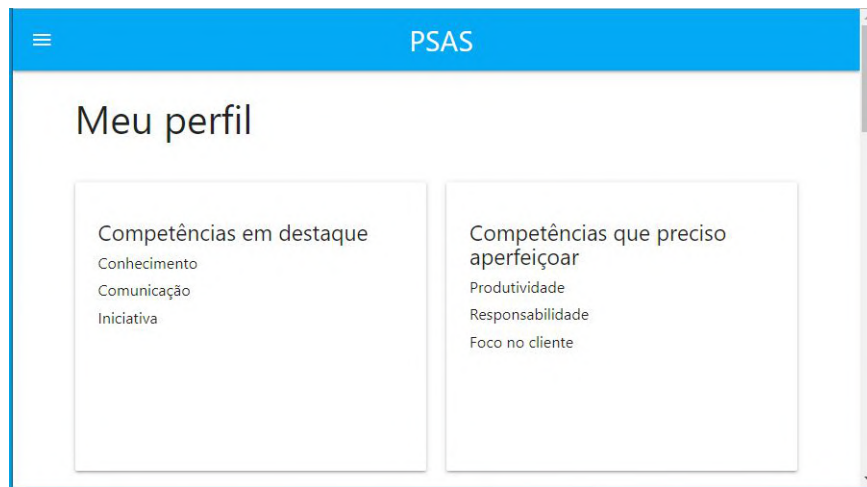 PSAS
Meu perfil
Competências em destaque
Conhecimento
Comunicação
Iniciativa
Competências que preciso
aperfeiçoar
Produtividade
Responsabilidade
Foco no cliente